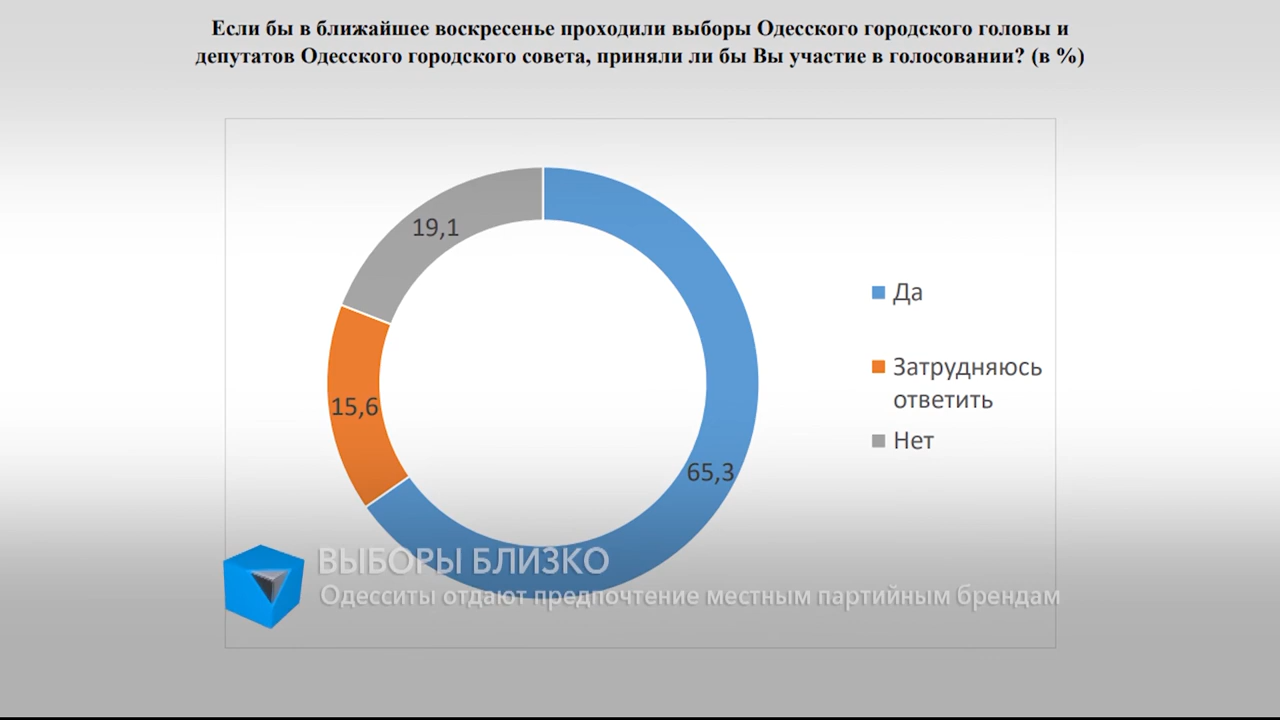 Если бы в ближайшее воскресенье проходили выборы Одесского городского головы и
депутатов Одесского городского совета, приняли ли бы Вы участие в голосовании? (в %)
19,1
Да
Затрудняюсь
ответить
15,6
Нет
65,3
ВЫБОРЫ БЛИЗКО
Одесситы отдают предпочтение местным партийным брендам